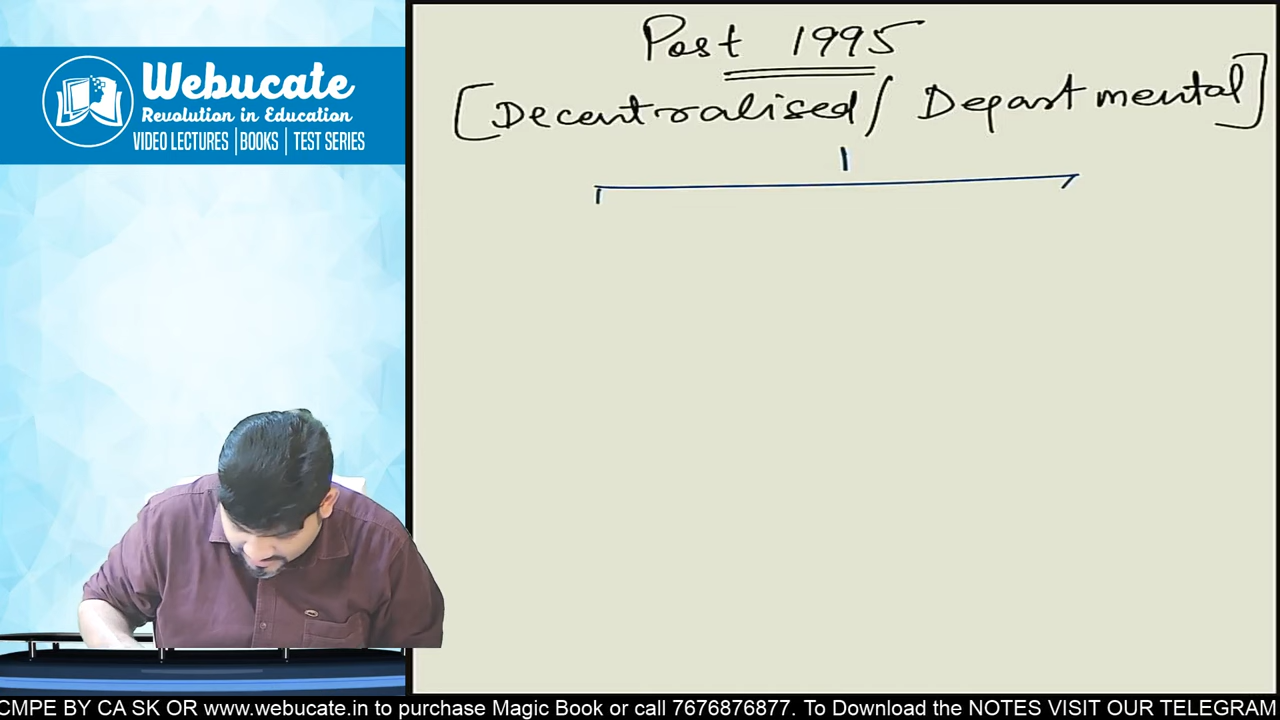 Webucate
Revolution in Education
VIDEO LECTURES | BOOKS | TEST SERIES
Post 1995
[Decentralised / Departmental]
CMPE BY CA SK OR www.webucate.in to purchase Magic Book or call 7676876877. To Download the NOTES VISIT OUR TELEGRAM